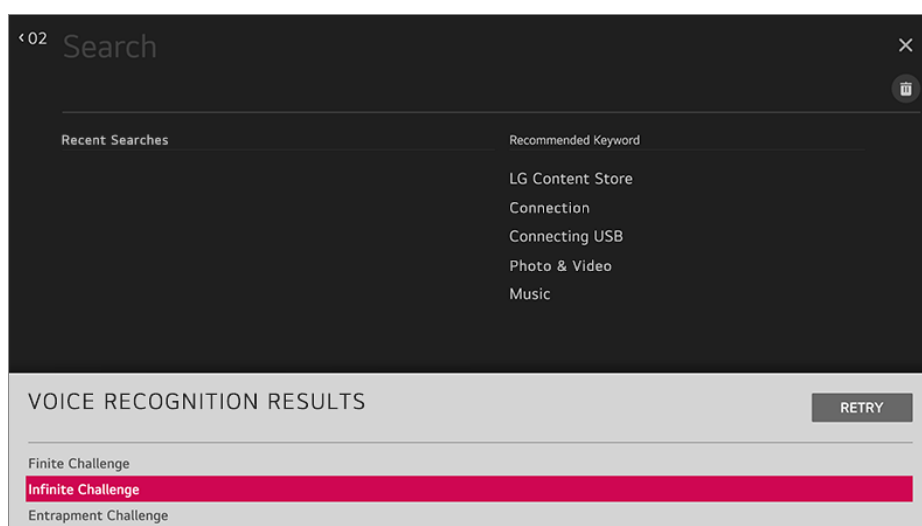 ‹02
Search
Recent Searches
Recommended Keyword
LG Content Store
Connection
Connecting USB
Photo & Video
Music
VOICE RECOGNITION RESULTS
RETRY
Finite Challenge
Infinite Challenge
Entrapment Challenge